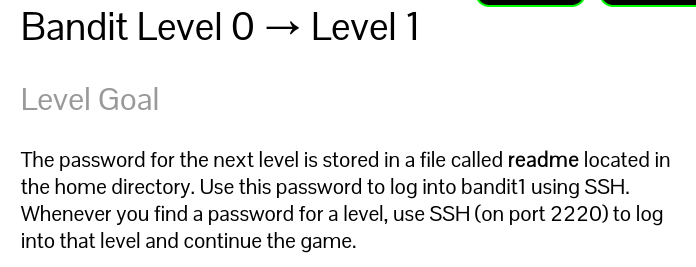 Bandit Level 0 → Level 1
Level Goal
The password for the next level is stored in a file called readme located in
the home directory. Use this password to log into bandit1 using SSH.
Whenever you find a password for a level, use SSH (on port 2220) to log
into that level and continue the game.